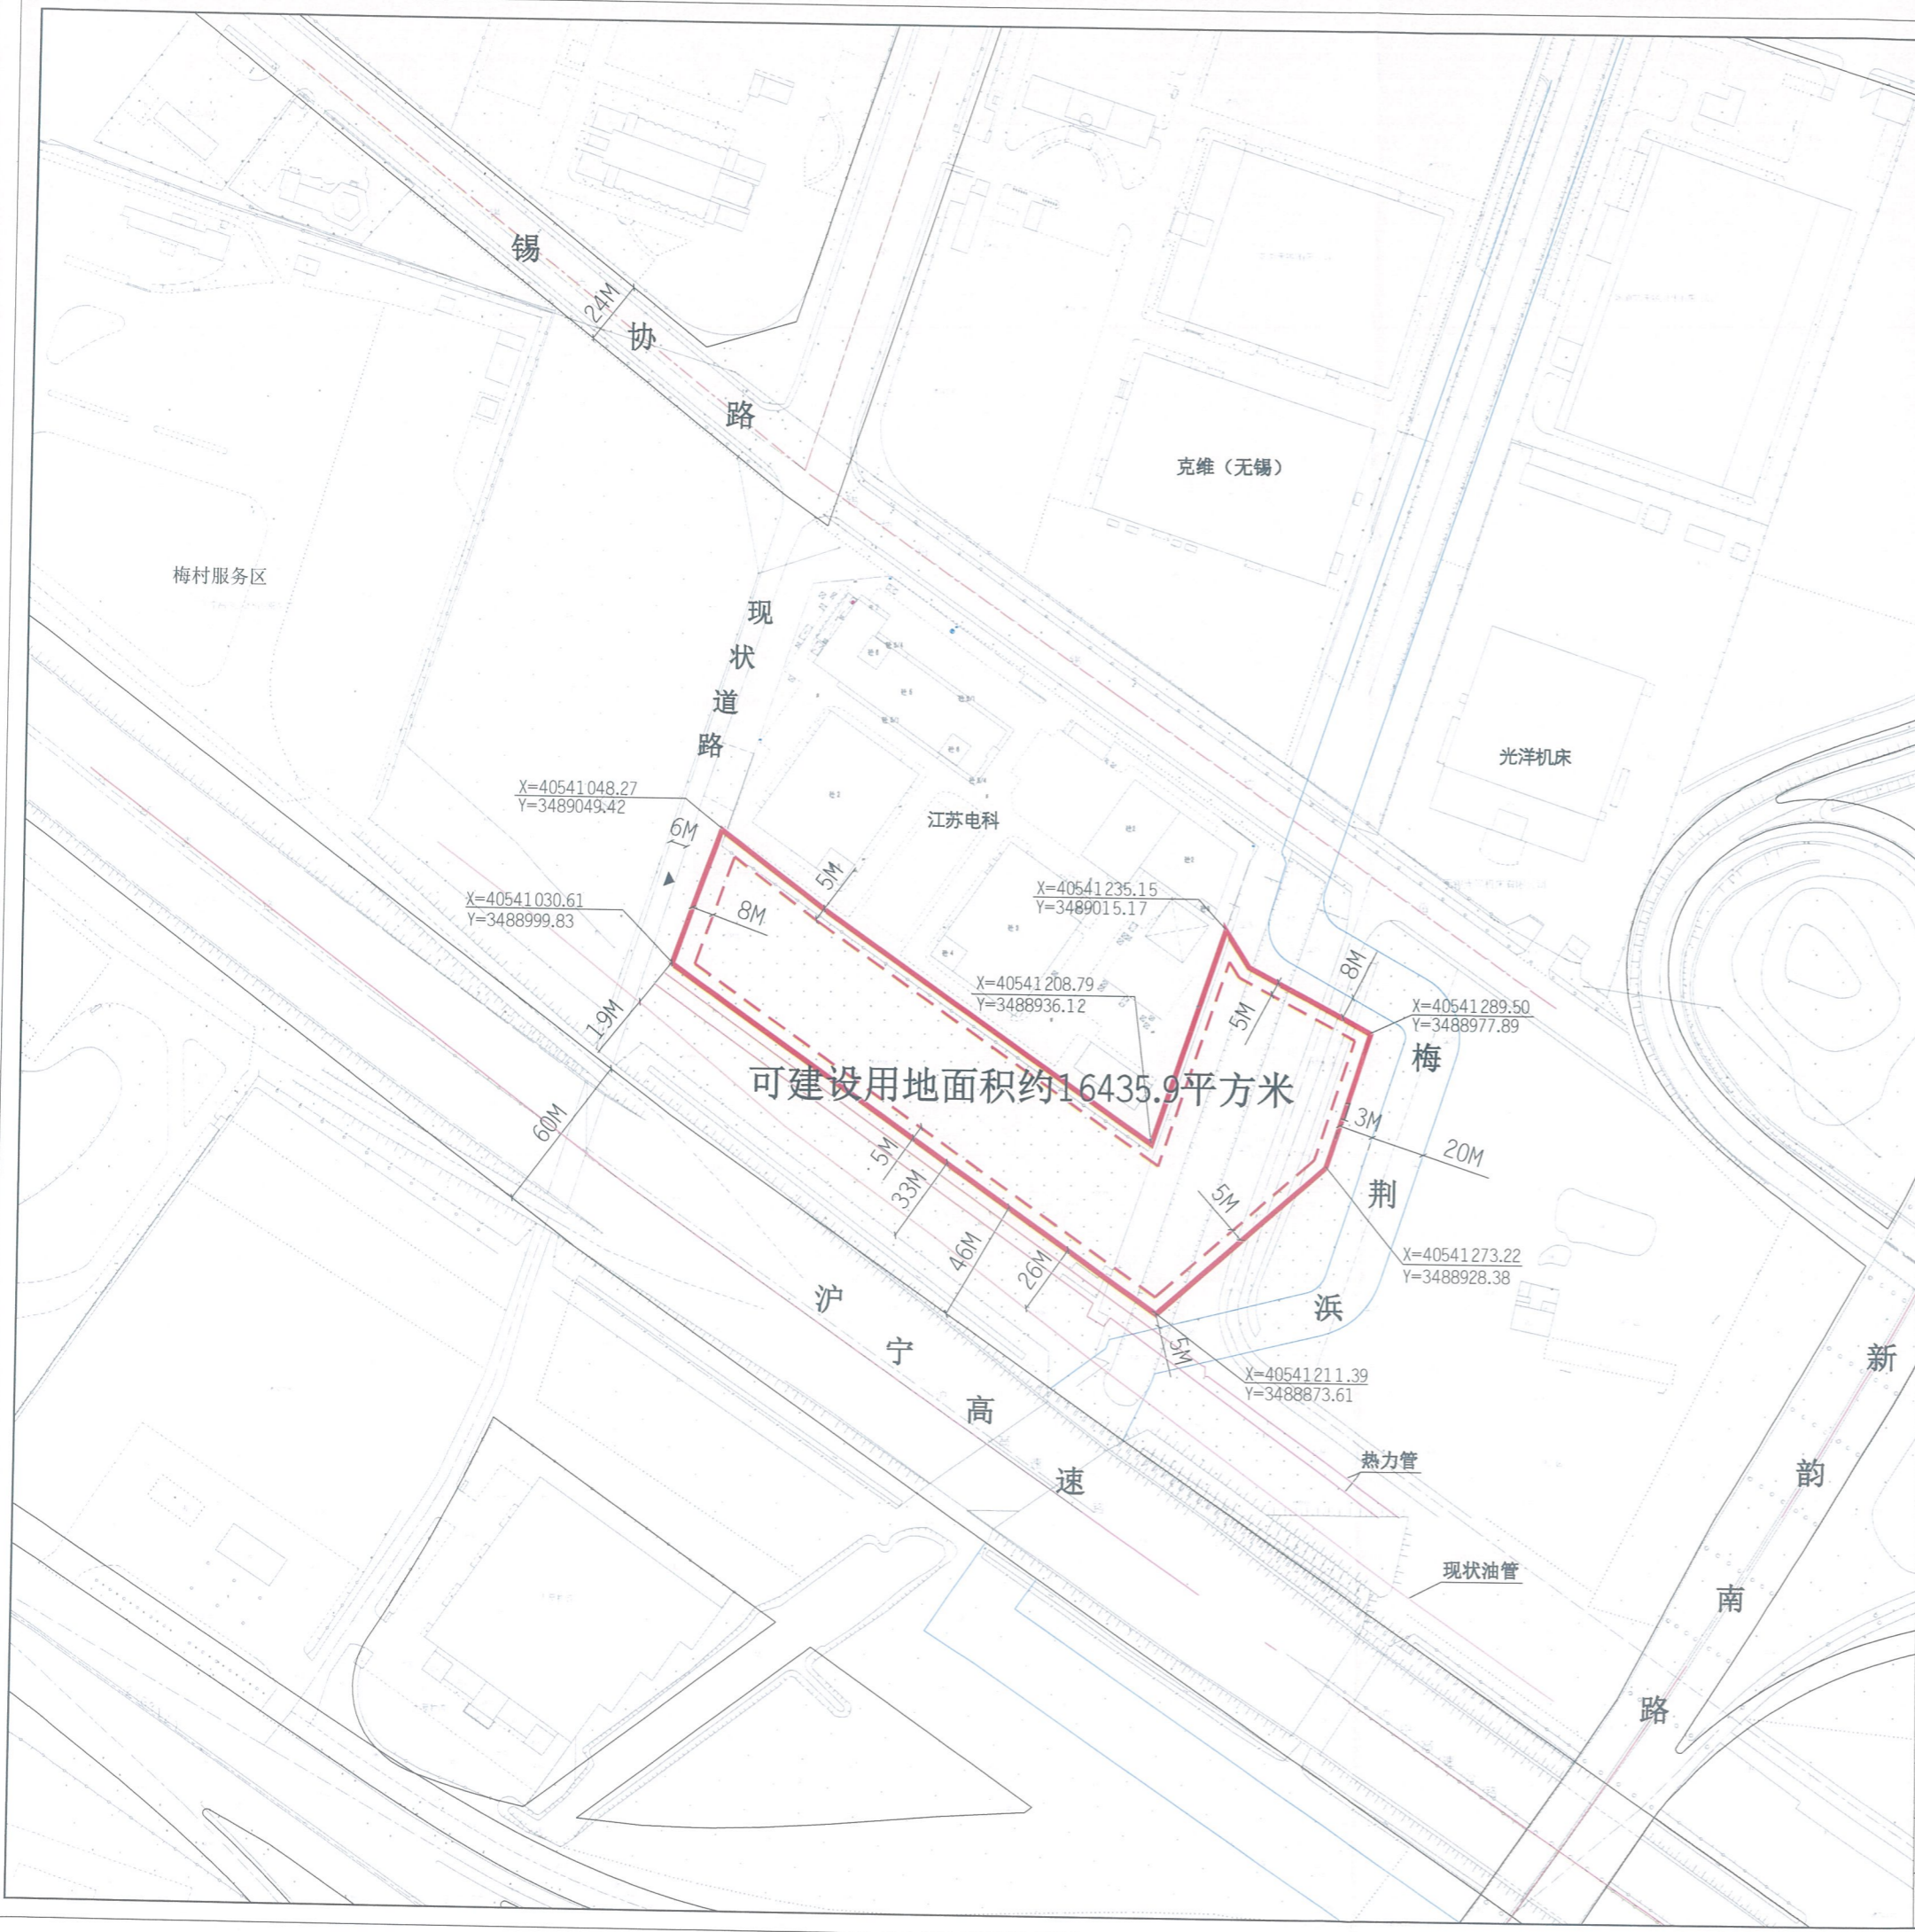 锡
24M
协
路
克维（无锡）
梅村服务区
现
状
道
路
光洋机床
X=40541048.27
Y=3489049.42
江苏电科
6M
5M
X=40541030.61
Y=3488999.83
8M
X=40541235.15
Y=3489015.17
8M
X=40541208.79
Y=3488936.12
5M
X=40541289.50
Y=3488977.89
19M
梅
可建设用地面积约16435.9平方米
60M
13M
20M
5M
33M
5M
荆
46M
26M
X=40541273.22
Y=3488928.38
沪
浜
宁
5M
新
X=40541211.39
Y=3488873.61
高
热力管
速
韵
现状油管
南
路